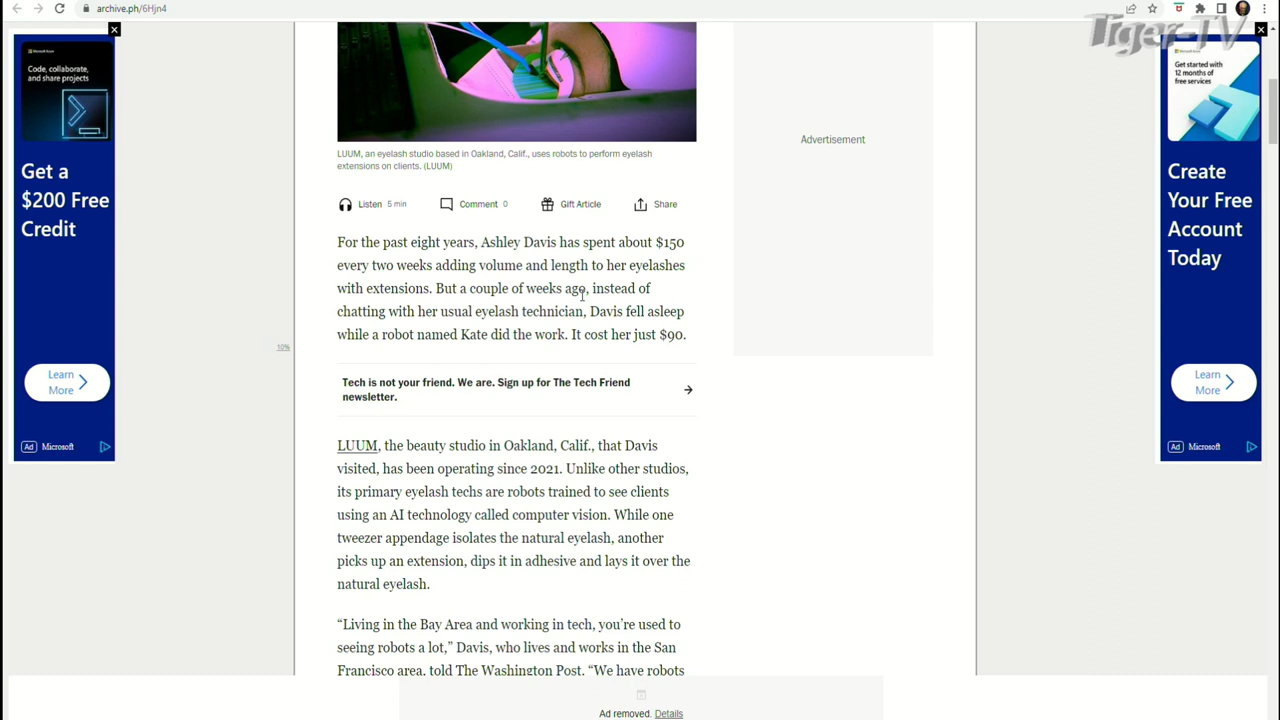 archive.ph/6Hjn4
Tiger-TV
Microsoft Azure
Code, collaborate,
and share projects
Get a
$200 Free
Credit
Learn
More
Ad Microsoft
LUUM, an eyelash studio based in Oakland, Calif., uses robots to perform eyelash
extensions on clients. (LUUM)
Listen 5 min
Comment 0
Gift Article
Share
For the past eight years, Ashley Davis has spent about $150
every two weeks adding volume and length to her eyelashes
with extensions. But a couple of weeks ago, instead of
chatting with her usual eyelash technician, Davis fell asleep
while a robot named Kate did the work. It cost her just $90.
10%
Tech is not your friend. We are. Sign up for The Tech Friend
newsletter.
LUUM, the beauty studio in Oakland, Calif., that Davis
visited, has been operating since 2021. Unlike other studios,
its primary eyelash techs are robots trained to see clients
using an AI technology called computer vision. While one
tweezer appendage isolates the natural eyelash, another
picks up an extension, dips it in adhesive and lays it over the
natural eyelash.
“Living in the Bay Area and working in tech, you’re used to
seeing robots a lot,” Davis, who lives and works in the San
Francisco area, told The Washington Post. “We have robots
Advertisement
Microsoft Azure
Get started with
12 months of
free services
Create
Your Free
Account
Today
Learn
More
Ad Microsoft
Ad removed. Details